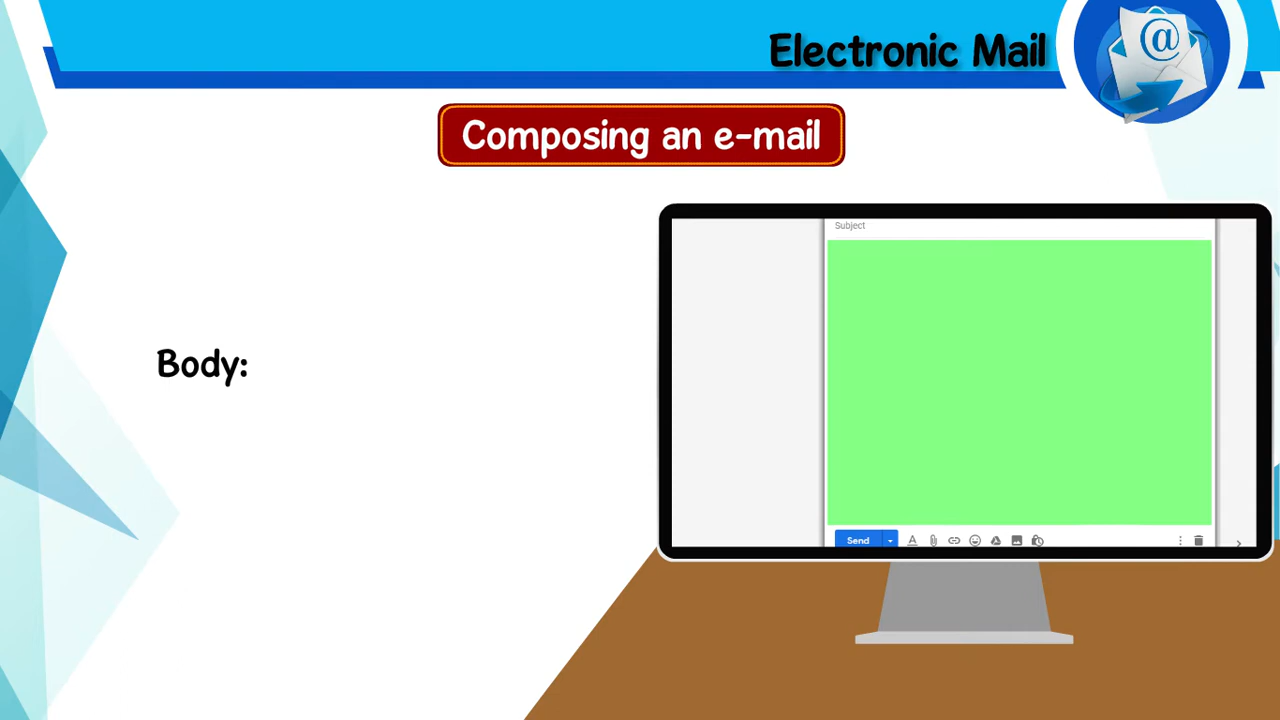 Electronic Mail
@
Composing an e-mail
Subject
Body:
Send